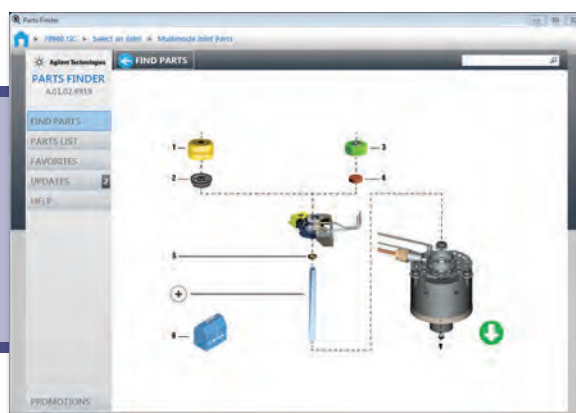 Parts Finder
7890B GC Select an Inlet Multimode Inlet Parts
Agilent Technologies FIND PARTS
PARTS FINDER
A.01.02.4919
FIND PARTS
PARTS LIST
FAVORITES
UPDATES 2
HELP
1
3
2
4
5
+
6
PROMOTIONS